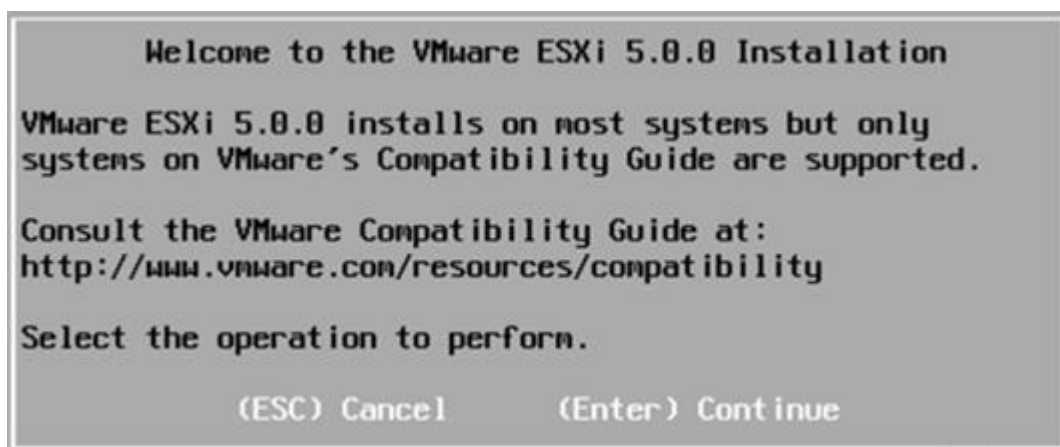 Welcome to the VMware ESXi 5.0.0 Installation
VMware ESXi 5.0.0 installs on most systems but only
systems on VMware's Compatibility Guide are supported.
Consult the VMware Compatibility Guide at:
http://www.vmware.com/resources/compatibility
Select the operation to perform.
(ESC) Cancel (Enter) Continue